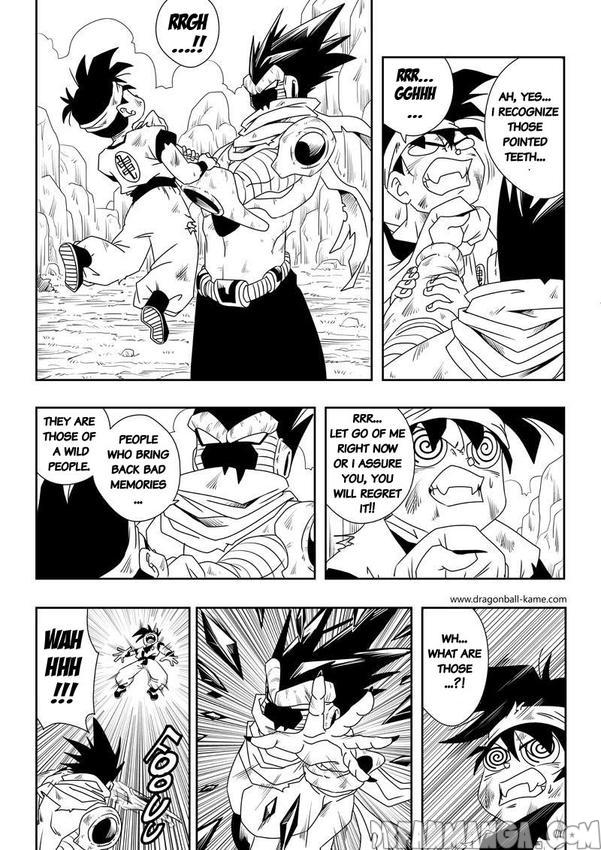 AH, YES...
I RECOGNIZE
THOSE
POINTED
TEETH...
RRR...
GGHHH
...
RRGH
....!!
RRR...
LET GO OF ME
RIGHT NOW
OR I ASSURE
YOU, YOU
WILL REGRET
IT!!
THEY ARE
THOSE OF
A WILD
PEOPLE.
PEOPLE
WHO BRING
BACK BAD
MEMORIES
...
www.dragonball-kame.com
WH...
WHAT ARE
THOSE
...?!
WAH
HHH
!!!